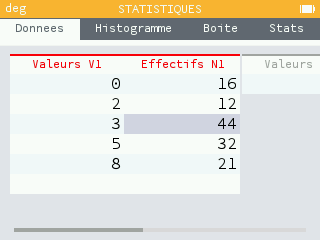 deg STATISTIQUES
Donnees Histogramme Boite Stats
Valeurs V1 Effectifs N1 Valeurs
0 16
2 12
3 44
5 32
8 21